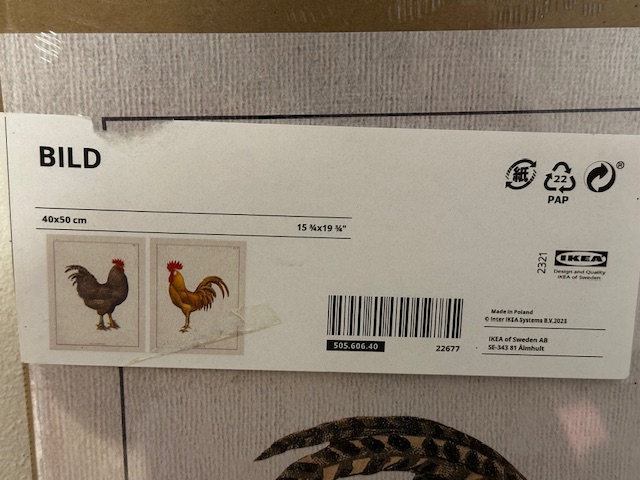 BILD
40x50 cm
15 ¾x19 ¾"
紙
22
PAP
®
2321
IKEA
Design and Quality
IKEA of Sweden
Made in Poland
© Inter IKEA Systems B.V. 2023
505.606.40
22677
IKEA of Sweden AB
SE-343 81 Älmhult